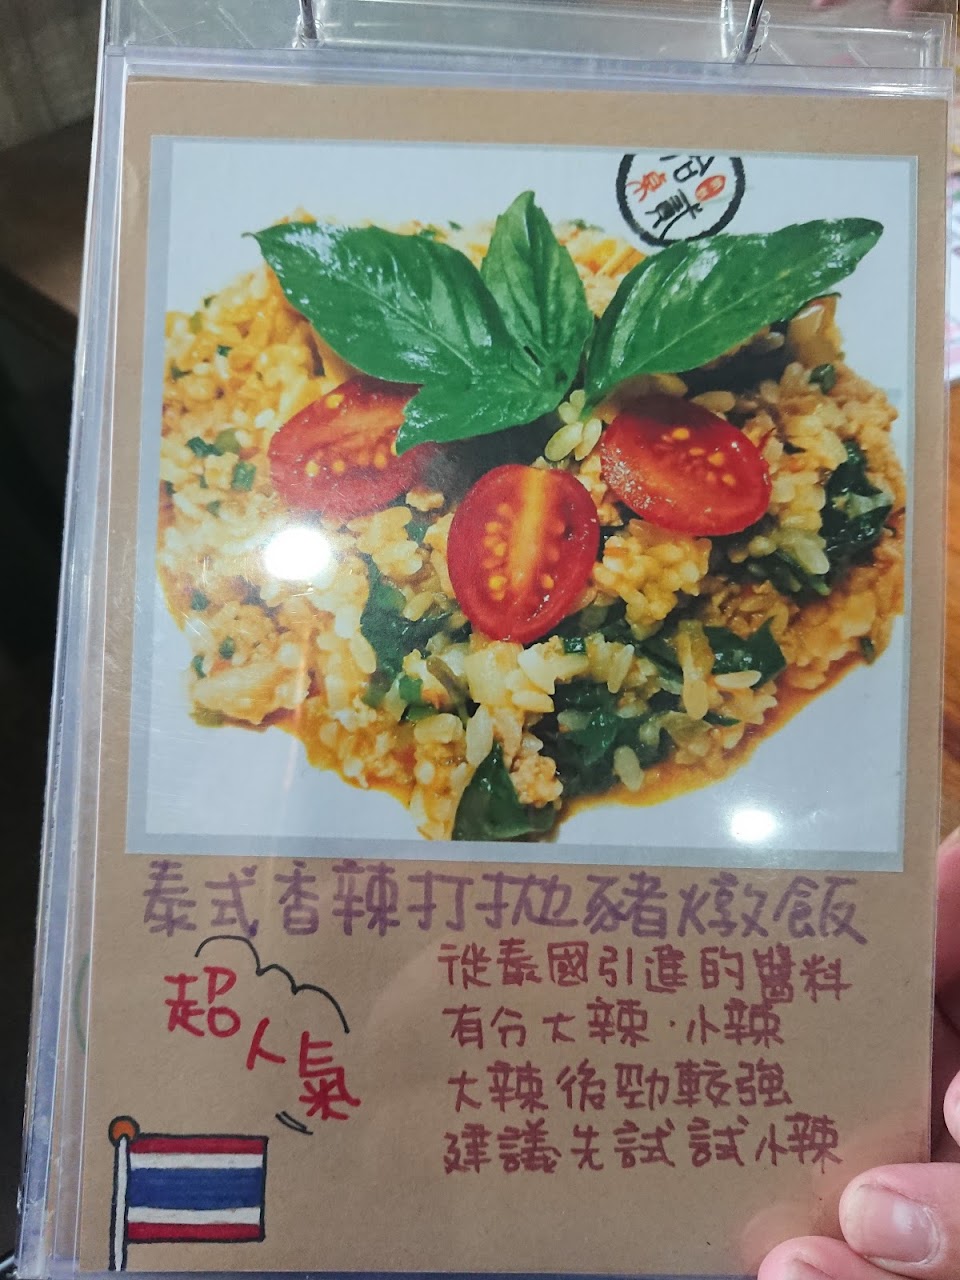 泰式香辣打拋豬燉飯
超人氣
從泰國引進的醬料
有分大辣·小辣
大辣後勁較強
建議先試試小辣